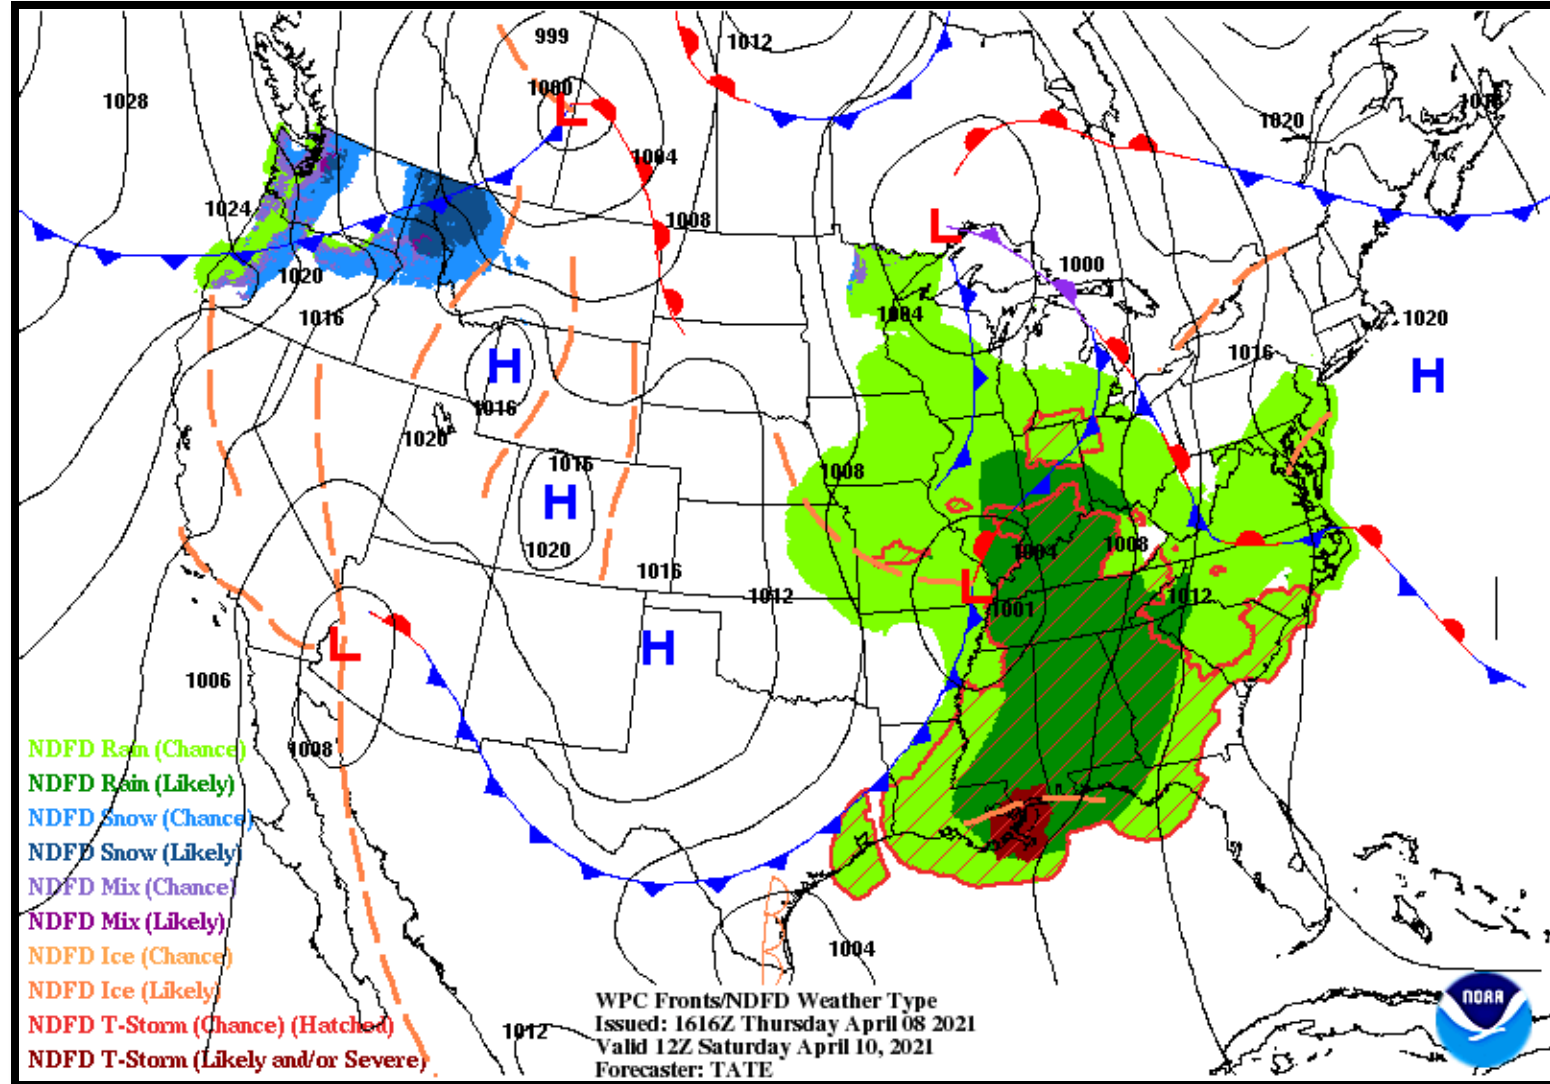 999
1012
1000
L
1028
1016
1020
1004
1024
1008
L
1020
1000
1016
1004
1020
1016
H
H
1016
1020
1016
1008
H
1020
1004
1008
1016
1012
L
1012
1001
H
L
1006
1008
NDFD Rain (Chance)
NDFD Rain (Likely)
NDFD Snow (Chance)
NDFD Snow (Likely)
NDFD Mix (Chance)
NDFD Mix (Likely)
NDFD Ice (Chance)
NDFD Ice (Likely)
NDFD T-Storm (Chance) (Hatched)
NDFD T-Storm (Likely and/or Severe)
1004
1012
WPC Fronts/NDFD Weather Type
Issued: 1616Z Thursday April 08 2021
Valid 12Z Saturday April 10, 2021
Forecaster: TATE
NOAA